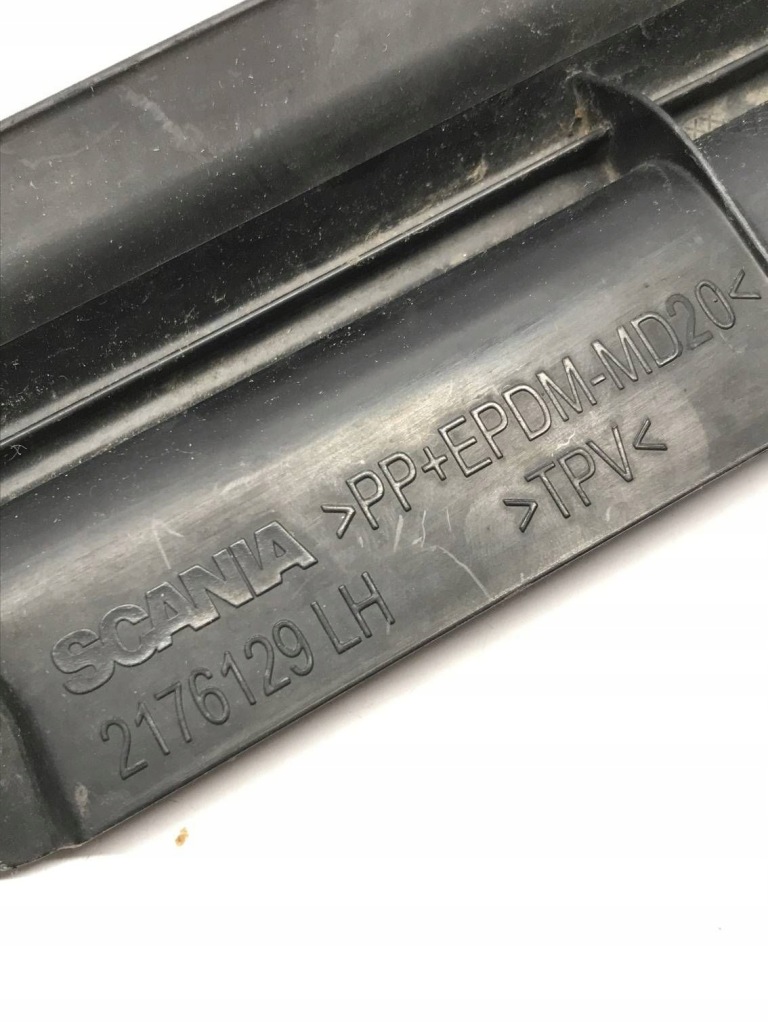 SCANIA >PP+EPDM-MD20<
2176129 LH >TPV<